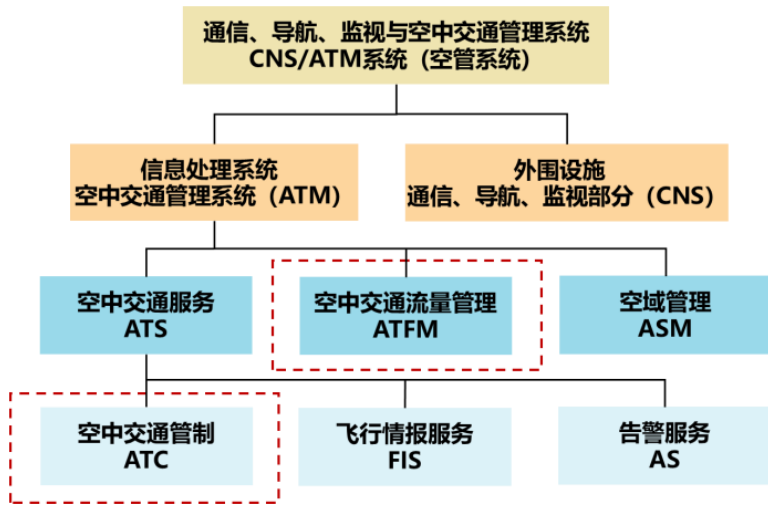 通信、导航、监视与空中交通管理系统
CNS/ATM系统（空管系统）
信息处理系统
空中交通管理系统（ATM）
外围设施
通信、导航、监视部分（CNS）
空中交通服务
ATS
空中交通流量管理
ATFM
空域管理
ASM
空中交通管制
ATC
飞行情报服务
FIS
告警服务
AS